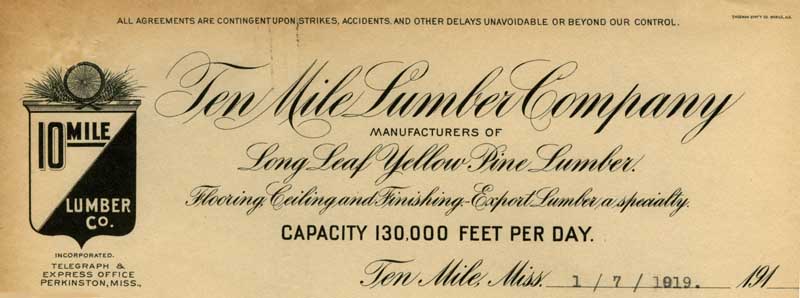 ALL AGREEMENTS ARE CONTINGENT UPON STRIKES, ACCIDENTS, AND OTHER DELAYS UNAVOIDABLE OR BEYOND OUR CONTROL.
Ten Mile Lumber Company
MANUFACTURERS OF
Long Leaf Yellow Pine Lumber.
Flooring, Ceiling and Finishing. Export Lumber, a specialty.
CAPACITY 130,000 FEET PER DAY.
Ten Mile, Miss. 1 / 7 / 1919. 191
10 MILE
LUMBER
CO.
INCORPORATED.
TELEGRAPH &
EXPRESS OFFICE
PERKINSTON, MISS.,